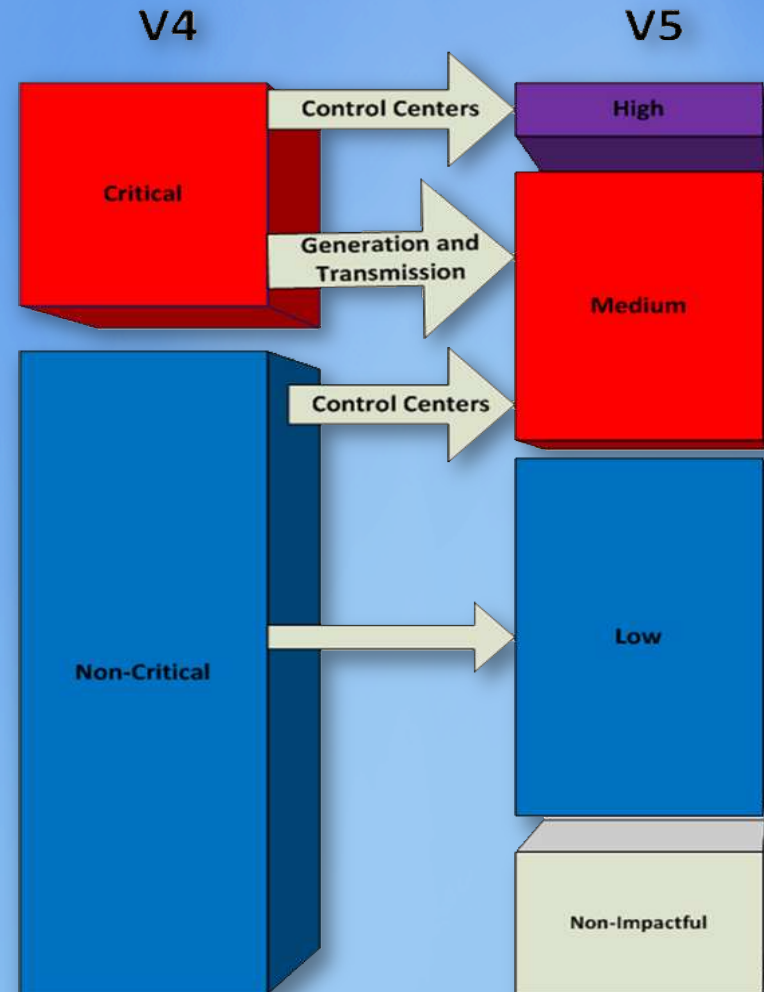 V4
V5
Critical
Control Centers
High
Generation and
Transmission
Medium
Control Centers
Non-Critical
Low
Non-Impactful